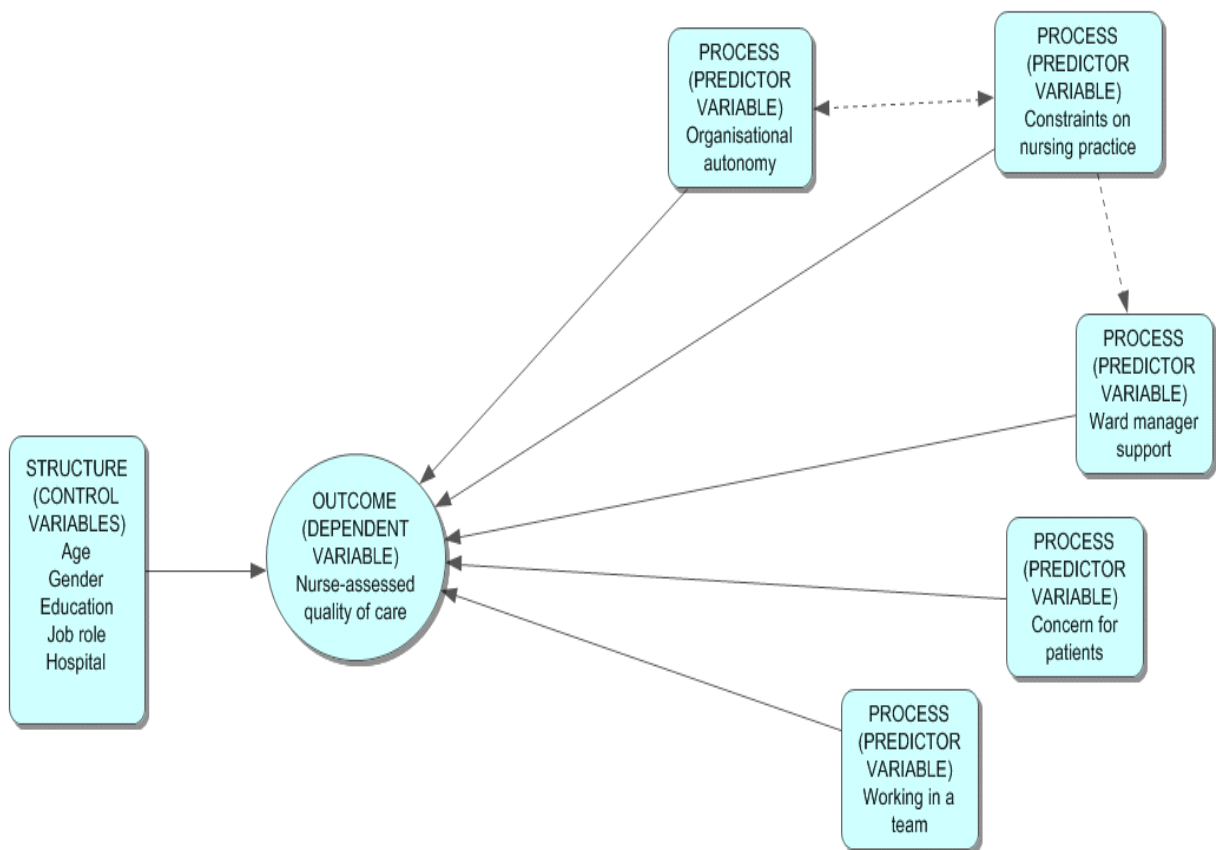 PROCESS
(PREDICTOR
VARIABLE)
Organisational
autonomy
PROCESS
(PREDICTOR
VARIABLE)
Constraints on
nursing practice
PROCESS
(PREDICTOR
VARIABLE)
Ward manager
support
STRUCTURE
(CONTROL
VARIABLES)
Age
Gender
Education
Job role
Hospital
OUTCOME
(DEPENDENT
VARIABLE)
Nurse-assessed
quality of care
PROCESS
(PREDICTOR
VARIABLE)
Concern for
patients
PROCESS
(PREDICTOR
VARIABLE)
Working in a
team